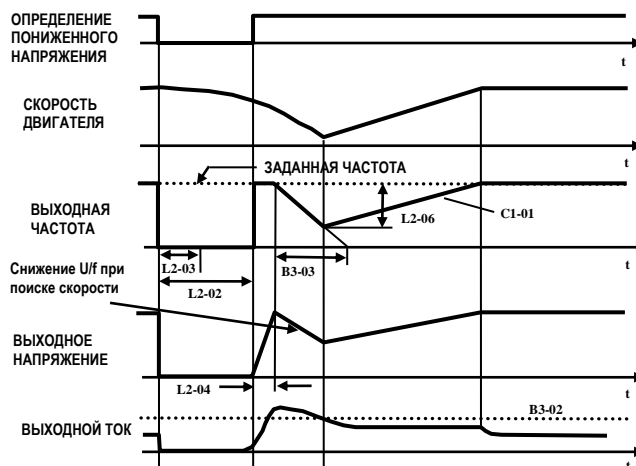 ОПРЕДЕЛЕНИЕ
ПОНИЖЕННОГО
НАПРЯЖЕНИЯ
t
СКОРОСТЬ
ДВИГАТЕЛЯ
t
ЗАДАННАЯ ЧАСТОТА
ВЫХОДНАЯ
ЧАСТОТА
L2-06
C1-01
L2-03
B3-03
t
L2-02
Снижение U/f при
поиске скорости
ВЫХОДНОЕ
НАПРЯЖЕНИЕ
L2-04
t
B3-02
ВЫХОДНОЙ ТОК
t